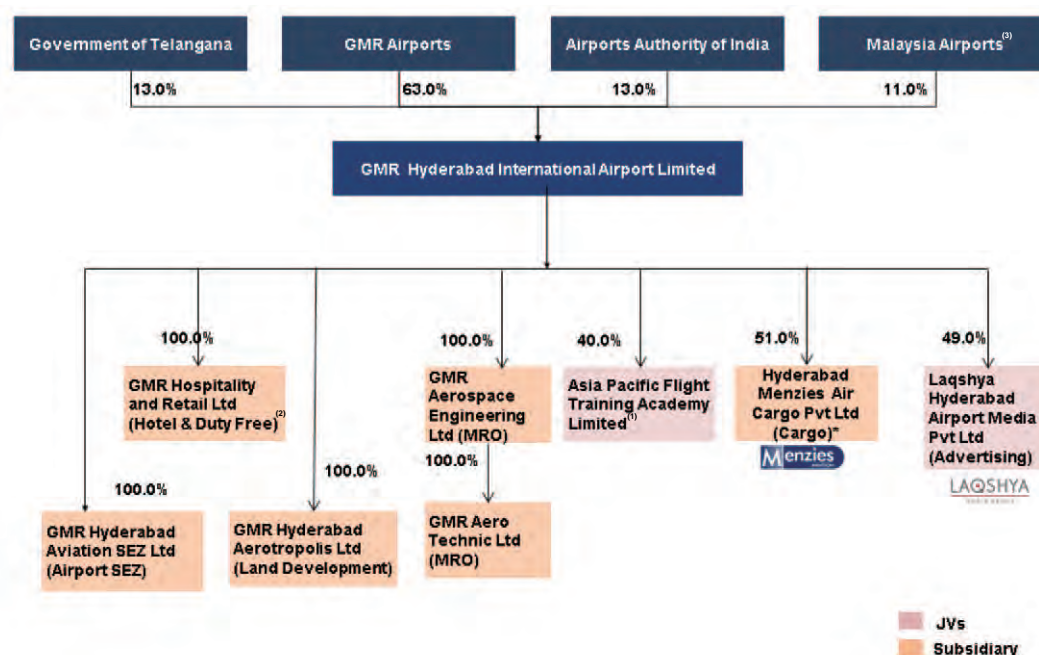 Government of Telangana
GMR Airports
Airports Authority of India
Malaysia Airports(3)
13.0%
63.0%
13.0%
11.0%
GMR Hyderabad International Airport Limited
100.0%
GMR Hospitality
and Retail Ltd
(Hotel & Duty Free)(2)
100.0%
GMR
Aerospace
Engineering
Ltd (MRO)
40.0%
Asia Pacific Flight
Training Academy
Limited(1)
51.0%
Hyderabad
Menzies Air
Cargo Pvt Ltd
(Cargo)*
Menzies
49.0%
Laqshya
Hyderabad
Airport Media
Pvt Ltd
(Advertising)
LAQSHYA
100.0%
GMR Hyderabad
Aviation SEZ Ltd
(Airport SEZ)
100.0%
GMR Hyderabad
Aerotropolis Ltd
(Land Development)
100.0%
GMR Aero
Technic Ltd
(MRO)
JVs
Subsidiary